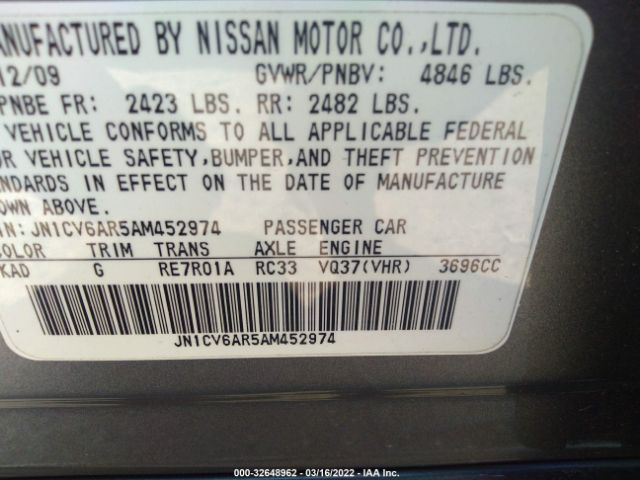 ANUFACTURED BY NISSAN MOTOR CO.,LTD.
12/09 GVWR/PNBV: 4846 LBS.
PNBE FR: 2423 LBS. RR: 2482 LBS.
VEHICLE CONFORMS TO ALL APPLICABLE FEDERAL
OR VEHICLE SAFETY,BUMPER,AND THEFT PREVENTION
ANDARDS IN EFFECT ON THE DATE OF MANUFACTURE
OWN ABOVE.
IN: JN1CV6AR5AM452974 PASSENGER CAR
COLOR TRIM TRANS AXLE ENGINE
KAD G RE7R01A RC33 VQ37(VHR) 3696CC
JN1CV6AR5AM452974
000-32648962 - 03/16/2022 - IAA Inc.